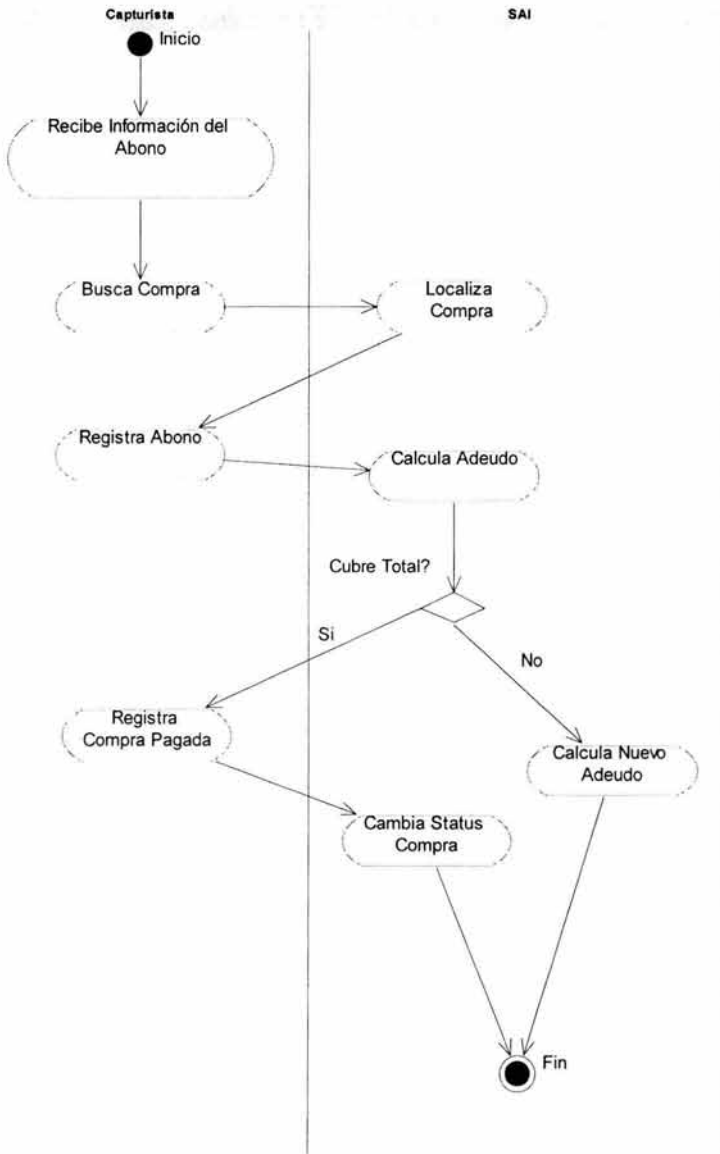 Capturista
SAI
Inicio
Recibe Información del
Abono
Busca Compra
Localiza
Compra
Registra Abono
Calcula Adeudo
Cubre Total?
Si
No
Registra
Compra Pagada
Calcula Nuevo
Adeudo
Cambia Status
Compra
Fin